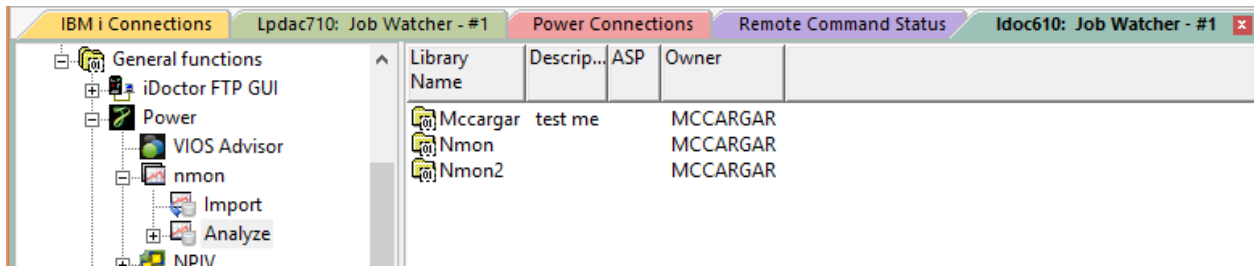 IBM i Connections
Lpdac710: Job Watcher - #1
Power Connections
Remote Command Status
Idoc610: Job Watcher - #1
General functions
iDoctor FTP GUI
Power
VIOS Advisor
nmon
Import
Analyze
NPIV
Library Name Descrip... ASP Owner
Mccargar test me MCCARGAR
Nmon MCCARGAR
Nmon2 MCCARGAR